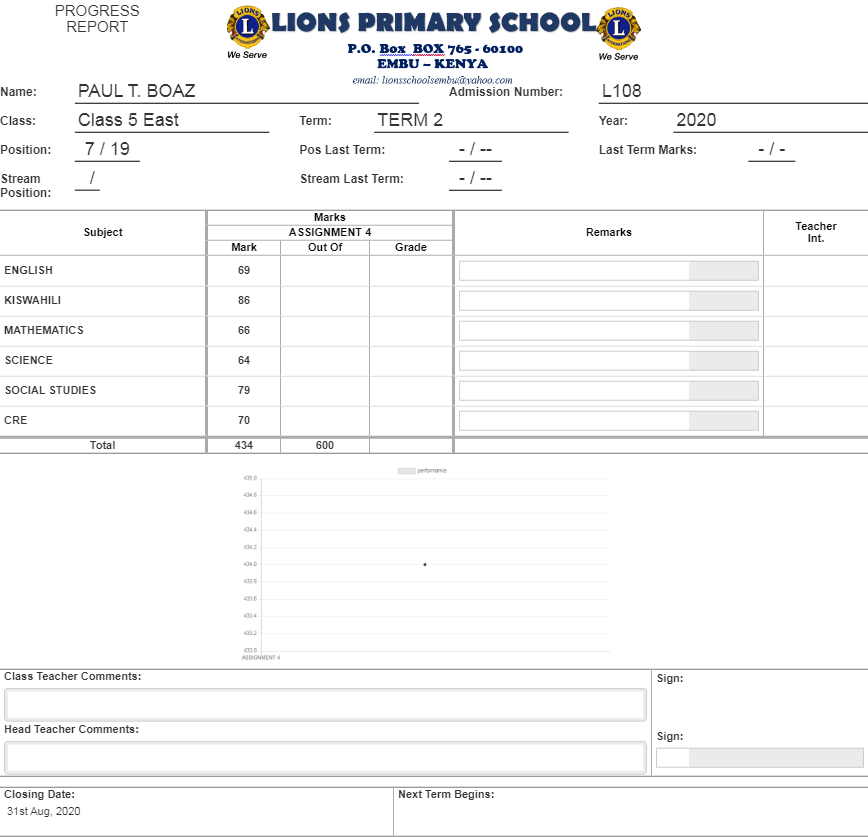 PROGRESS
REPORT
LIONS
L
INTERNATIONAL
We Serve
LIONS PRIMARY SCHOOL
P.O. Box BOX 765 - 60100
EMBU – KENYA
email: lionsschoolsembu@yahoo.com
LIONS
L
INTERNATIONAL
We Serve
Name: PAUL T. BOAZ Admission Number: L108
Class: Class 5 East Term: TERM 2 Year: 2020
Position: 7 / 19 Pos Last Term: - / -- Last Term Marks: - / -
Stream Position: / Stream Last Term: - / --
Subject Marks Remarks Teacher Int.
ASSIGNMENT 4
Mark Out Of Grade
ENGLISH 69
KISWAHILI 86
MATHEMATICS 66
SCIENCE 64
SOCIAL STUDIES 79
CRE 70
Total 434 600
performance
435.0
434.8
434.6
434.4
434.2
434.0
433.8
433.6
433.4
433.2
433.0
ASSIGNMENT 4
Class Teacher Comments: Sign:
Head Teacher Comments: Sign:
Closing Date: Next Term Begins:
31st Aug, 2020